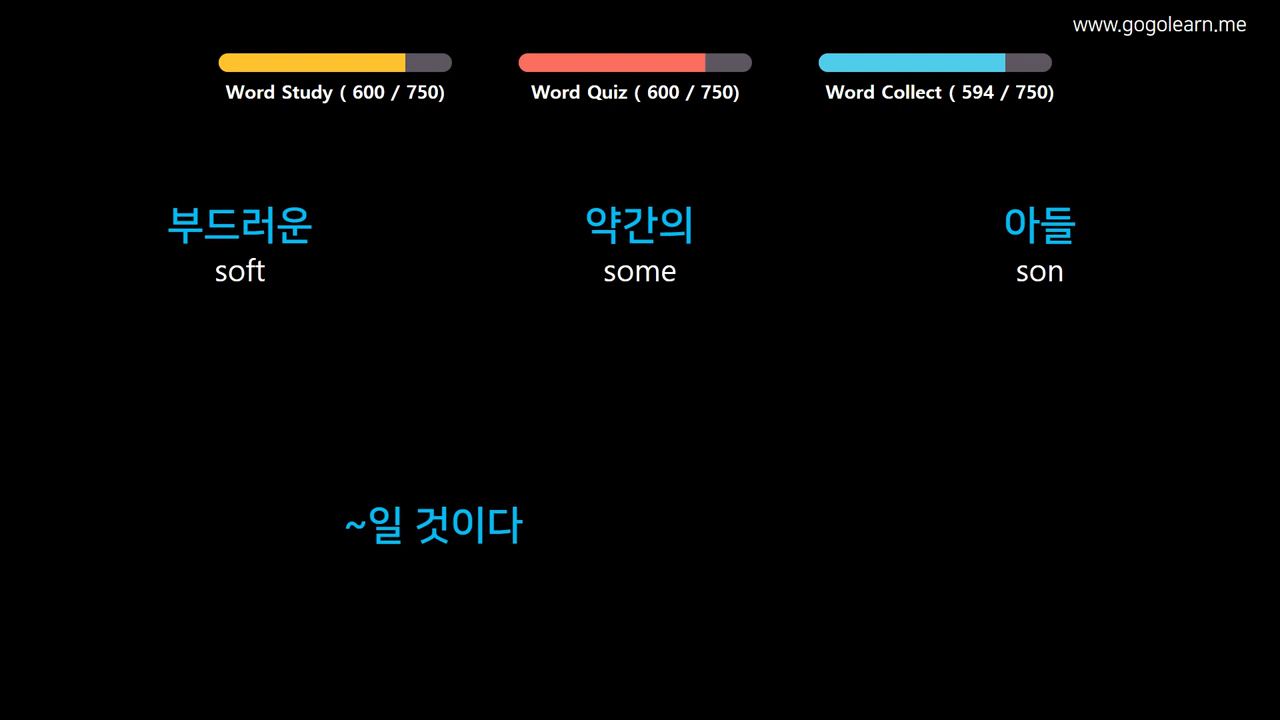 www.gogolearn.me
Word Study ( 600 / 750)
Word Quiz ( 600 / 750)
Word Collect ( 594 / 750)
부드러운
약간의
아들
soft
some
son
~일 것이다